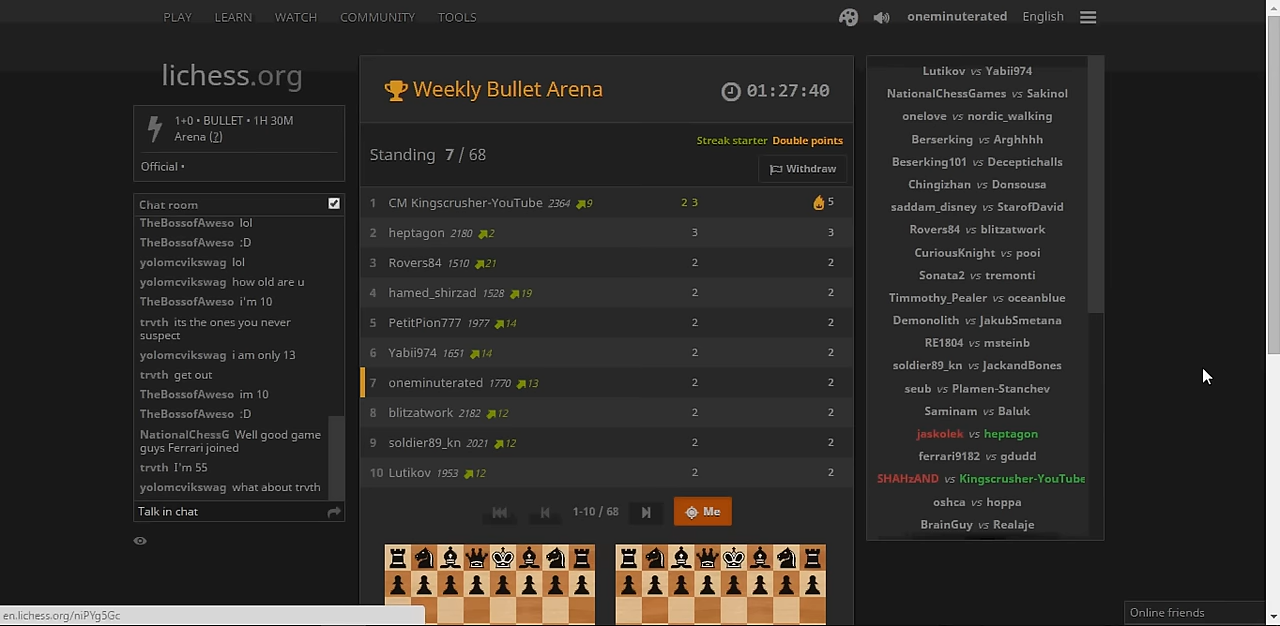 PLAY LEARN WATCH COMMUNITY TOOLS
oneminuterated English
lichess.org
1+0 • BULLET • 1H 30M
Arena (?)
Official •
Chat room
TheBossofAweso lol
TheBossofAweso :D
yolomcvikswag lol
yolomcvikswag how old are u
TheBossofAweso i'm 10
trvth its the ones you never
suspect
yolomcvikswag i am only 13
trvth get out
TheBossofAweso im 10
TheBossofAweso :D
NationalChessG Well good game
guys Ferrari joined
trvth I'm 55
yolomcvikswag what about trvth
Talk in chat
Weekly Bullet Arena 01:27:40
Streak starter Double points
Standing 7 / 68
Withdraw
1 CM Kingscrusher-YouTube 2364 9 2 3 5
2 heptagon 2180 2 3 3
3 Rovers84 1510 21 2 2
4 hamed_shirzad 1528 19 2 2
5 PetitPion777 1977 14 2 2
6 Yabii974 1651 14 2 2
7 oneminuterated 1770 13 2 2
8 blitzatwork 2182 12 2 2
9 soldier89_kn 2021 12 2 2
10 Lutikov 1953 12 2 2
1-10 / 68 Me
Lutikov vs Yabii974
NationalChessGames vs Sakinol
onelove vs nordic_walking
Berserking vs Arghhhh
Beserking101 vs Deceptichalls
Chingizhan vs Donsousa
saddam_disney vs StarofDavid
Rovers84 vs blitzatwork
CuriousKnight vs pooi
Sonata2 vs tremonti
Timmothy_Pealer vs oceanblue
Demonolith vs JakubSmetana
RE1804 vs msteinb
soldier89_kn vs JackandBones
seub vs Plamen-Stanchev
Saminam vs Baluk
jaskolek vs heptagon
ferrari9182 vs gdudd
SHAHzAND vs Kingscrusher-YouTube
oshca vs hoppa
BrainGuy vs Realaje
en.lichess.org/niPYg5Gc
Online friends